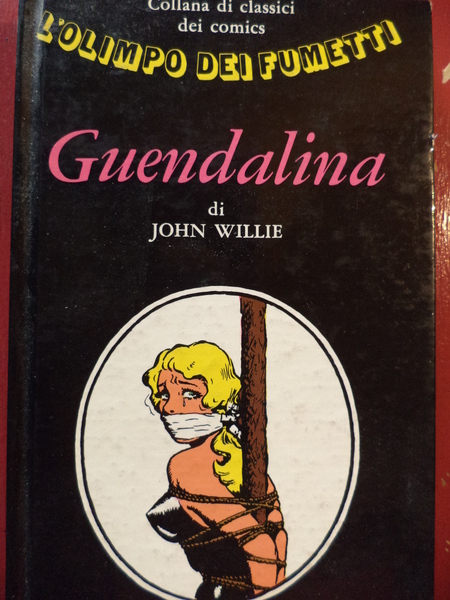 Collana di classici
dei comics
L'OLIMPO DEI FUMETTI
Guendalina
di
JOHN WILLIE